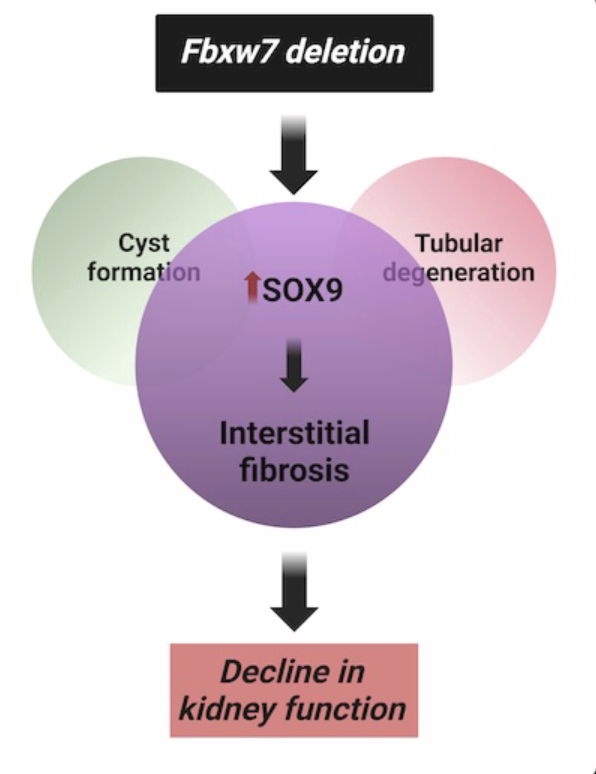 Fbxw7 deletion
Cyst
formation
Tubular
degeneration
SOX9
Interstitial
fibrosis
Decline in
kidney function